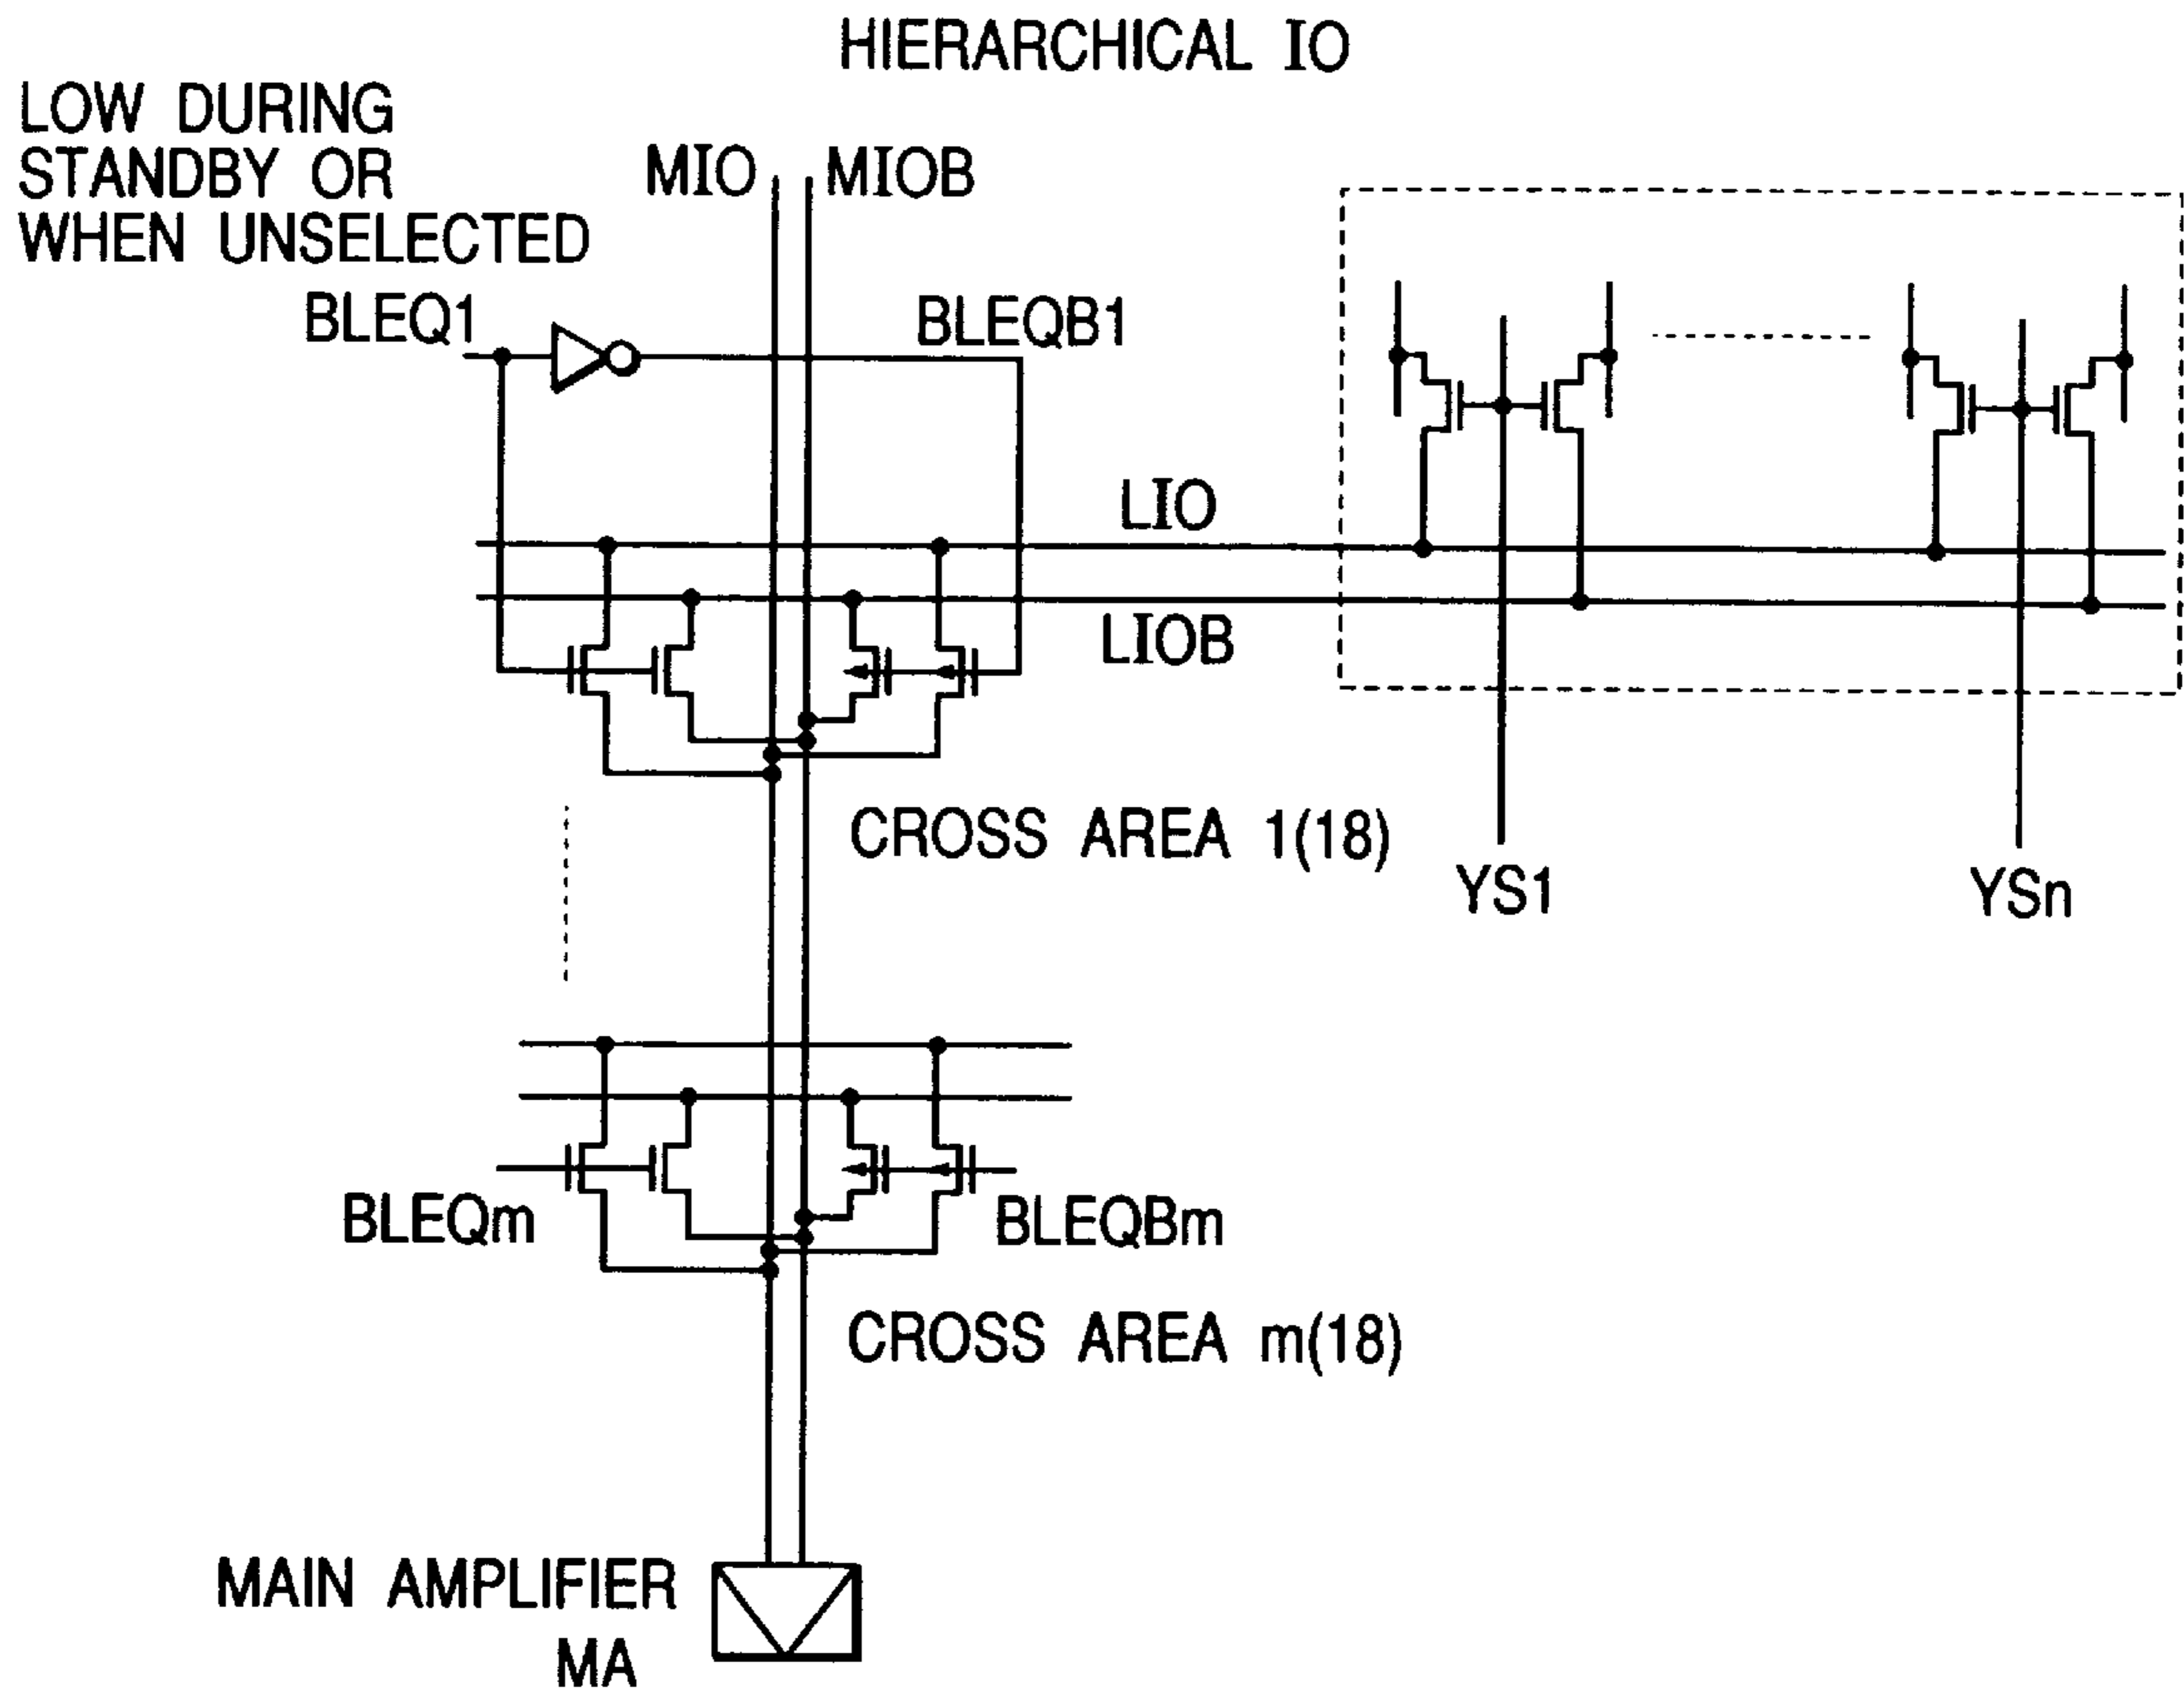 HIERARCHICAL IO
LOW DURING
STANDBY OR
WHEN UNSELECTED
MIO
MIOB
BLEQ1
BLEQB1
LIO
LIOB
CROSS AREA 1(18)
YS1
YSn
BLEQm
BLEQBm
CROSS AREA m(18)
MAIN AMPLIFIER
MA